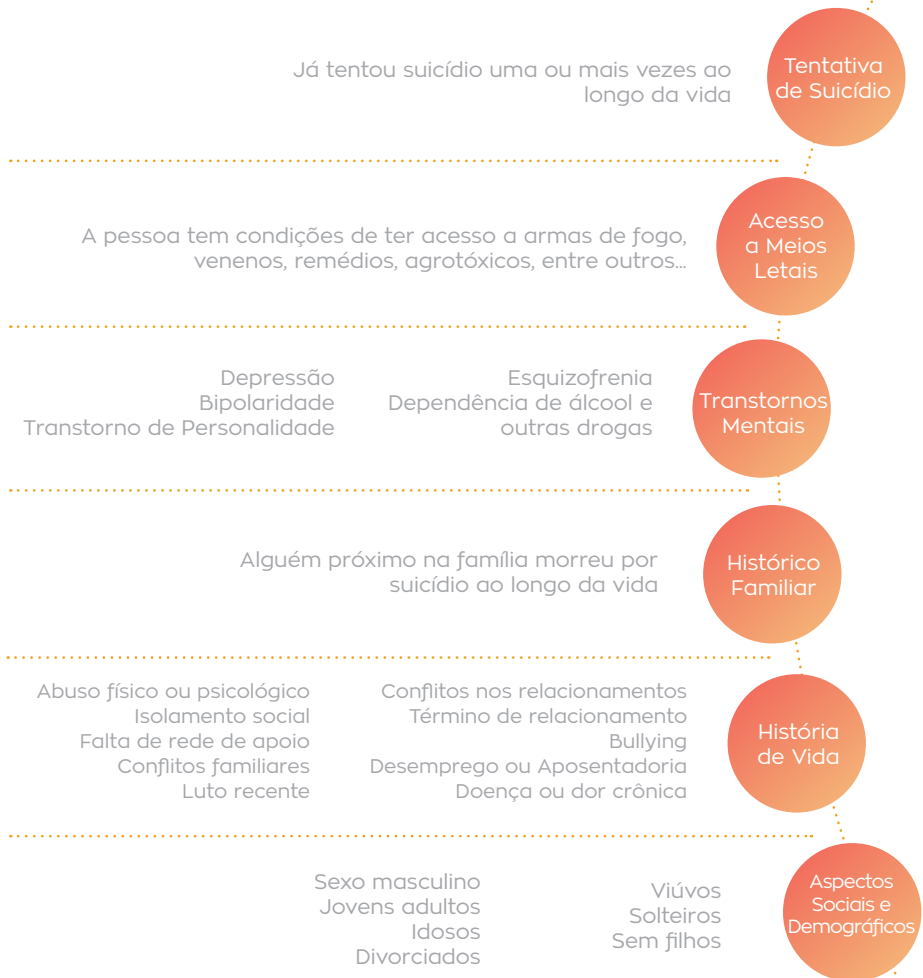 Já tentou suicídio uma ou mais vezes ao
longo da vida
Tentativa
de Suicídio
A pessoa tem condições de ter acesso a armas de fogo,
venenos, remédios, agrotóxicos, entre outros...
Acesso
a Meios
Letais
Depressão
Bipolaridade
Transtorno de Personalidade
Esquizofrenia
Dependência de álcool e
outras drogas
Transtornos
Mentais
Alguém próximo na família morreu por
suicídio ao longo da vida
Histórico
Familiar
Abuso físico ou psicológico
Isolamento social
Falta de rede de apoio
Conflitos familiares
Luto recente
Conflitos nos relacionamentos
Término de relacionamento
Bullying
Desemprego ou Aposentadoria
Doença ou dor crônica
História
de Vida
Sexo masculino
Jovens adultos
Idosos
Divorciados
Viúvos
Solteiros
Sem filhos
Aspectos
Sociais e
Demográficos